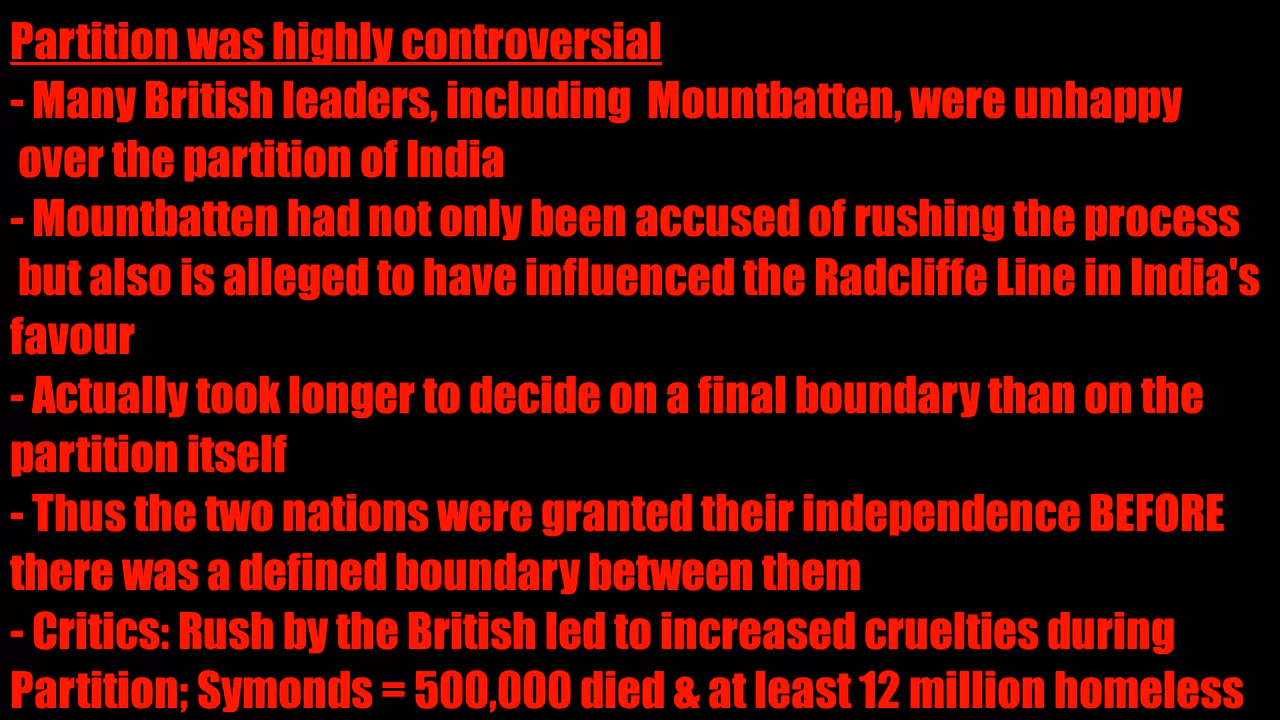 Partition was highly controversial
- Many British leaders, including  Mountbatten, were unhappy
over the partition of India
- Mountbatten had not only been accused of rushing the process
but also is alleged to have influenced the Radcliffe Line in India's
favour
- Actually took longer to decide on a final boundary than on the
partition itself
- Thus the two nations were granted their independence BEFORE
there was a defined boundary between them
- Critics: Rush by the British led to increased cruelties during
Partition; Symonds = 500,000 died & at least 12 million homeless